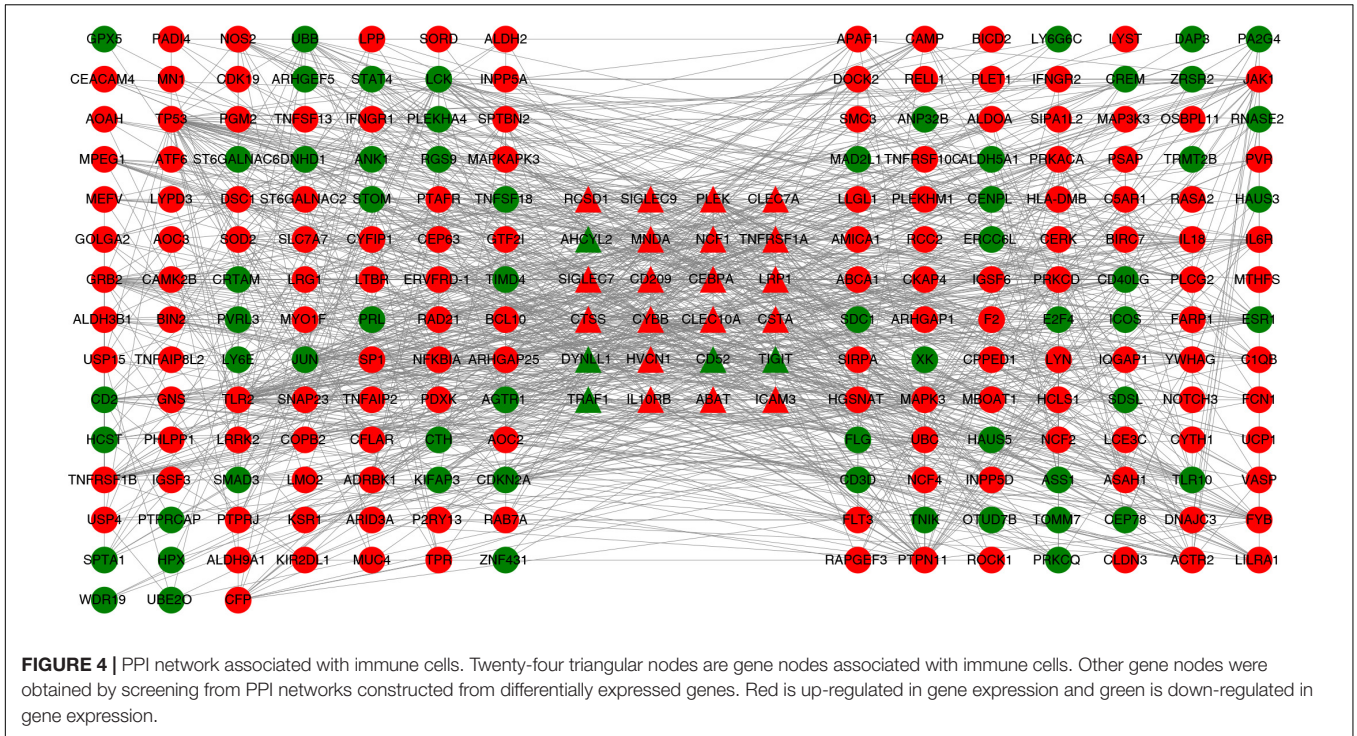 GPX5 PADI4 NOS2 UBB LPP SORD ALDH2 APAF1 CAMP BICD2 LY6G6C LYST DAP3 PA2G4
CEACAM4 MN1 CDK19 ARHGEF5 STAT4 LCK INPP5A DOCK2 RELL1 PLET1 IFNGR2 CREM ZRSR2 JAK1
AOAH TP53 PGM2 TNFSF13 IFNGR1 PLEKHA4 SPTBN2 SMC3 ANP32B ALDOA SIPA1L2 MAP3K3 OSBPL11 RNASE2
MPEG1 ATF6 ST6GALNAC6 DNHD1 ANK1 RGS9 MAPKAPK3 MAD2L1 TNFRSF10C ALDH5A1 PRKACA PSAP TRMT2B PVR
MEFV LYPD3 DSC1 ST6GALNAC2 STOM PTAFR TNFSF18 RCSD1 SIGLEC9 PLEK CLEC7A LLGL1 PLEKHM1 CENPL HLA-DMB C5AR1 RASA2 HAUS3
GOLGA2 AOC3 SOD2 SLC7A7 CYFIP1 CEP63 GTF2I AHCYL2 MNDA NCF1 TNFRSF1A AMICA1 RCC2 ERCC6L CERK BIRC7 IL18 IL6R
GRB2 CAMK2B CRTAM LRG1 LTBR ERVFRD-1 TIMD4 SIGLEC7 CD209 CEBPA LRP1 ABCA1 CKAP4 IGSF6 PRKCD CD40LG PLCG2 MTHFS
ALDH3B1 BIN2 PVRL3 MYO1F PRL RAD21 BCL10 CTSS CYBB CLEC10A CSTA SDC1 ARHGAP1 F2 E2F4 ICOS FARP1 ESR1
USP15 TNFAIP8L2 LY6E JUN SP1 NFKBIA ARHGAP25 DYNLL1 HVCN1 CD52 TIGIT SIRPA XK CPPED1 LYN IQGAP1 YWHAG C1QB
CD2 GNS TLR2 SNAP23 TNFAIP2 PDXK AGTR1 TRAF1 IL10RB ABAT ICAM3 HGSNAT MAPK3 MBOAT1 HCLS1 SDSL NOTCH3 FCN1
HCST PHLPP1 LRRK2 COPB2 CFLAR CTH AOC2 FLG UBC HAUS5 NCF2 LCE3C CYTH1 UCP1
TNFRSF1B IGSF3 SMAD3 LMO2 ADRBK1 KIFAP3 CDKN2A CD3D NCF4 INPP5D ASS1 ASAH1 TLR10 VASP
USP4 PTPRCAP PTPRJ KSR1 ARID3A P2RY13 RAB7A FLT3 TNIK OTUD7B TOMM7 CEP78 DNAJC3 FYB
SPTA1 HPX ALDH9A1 KIR2DL1 MUC4 TPR ZNF431 RAPGEF3 PTPN11 ROCK1 PRKCQ CLDN3 ACTR2 LILRA1
WDR19 UBE2O CFP
FIGURE 4 | PPI network associated with immune cells. Twenty-four triangular nodes are gene nodes associated with immune cells. Other gene nodes were
obtained by screening from PPI networks constructed from differentially expressed genes. Red is up-regulated in gene expression and green is down-regulated in
gene expression.